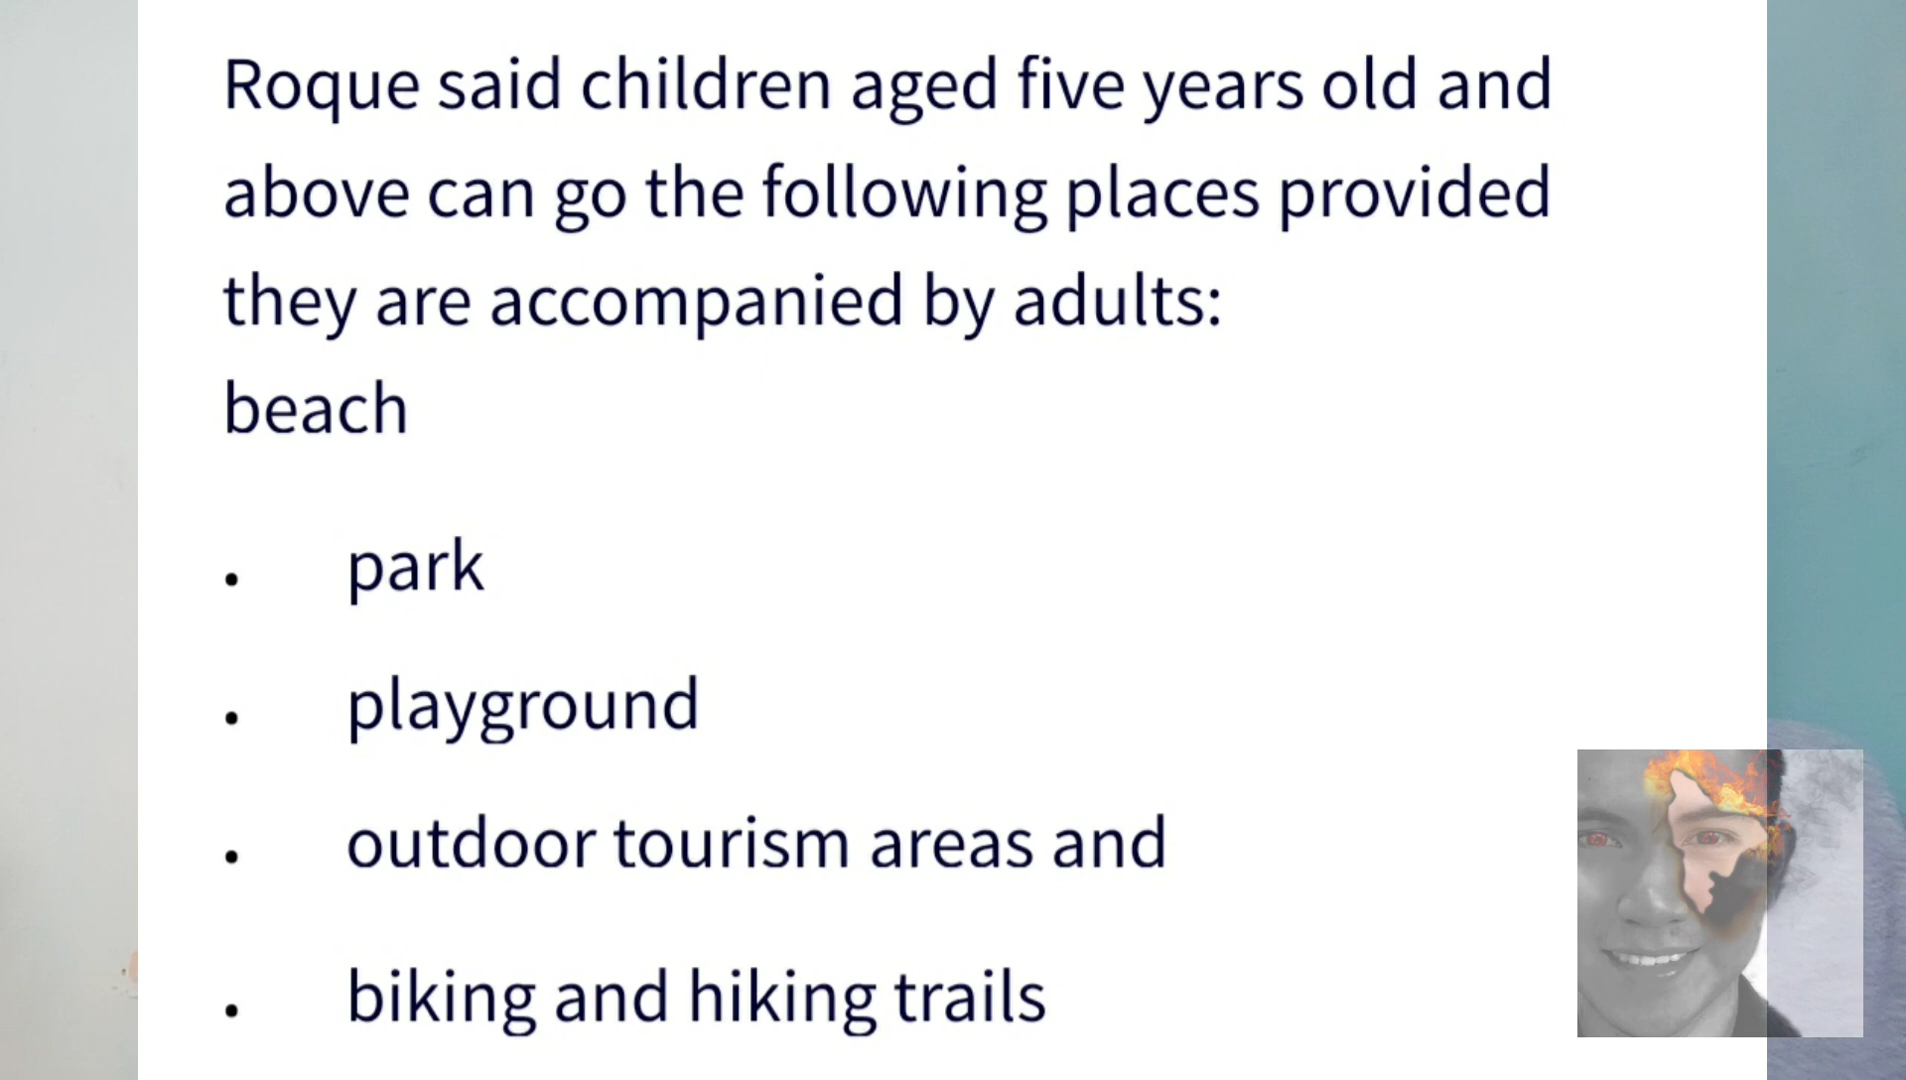 Roque said children aged five years old and
above can go the following places provided
they are accompanied by adults:
beach
. park
. playground
. outdoor tourism areas and
. biking and hiking trails